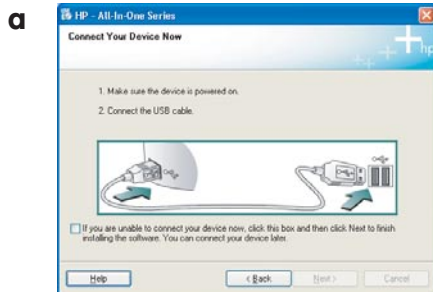 a
HP - All-In-One Series
Connect Your Device Now
hp
1. Make sure the device is powered on.
2. Connect the USB cable.
If you are unable to connect your device now, click this box and then click Next to finish
installing the software. You can connect your device later.
Help
< Back
Next >
Cancel